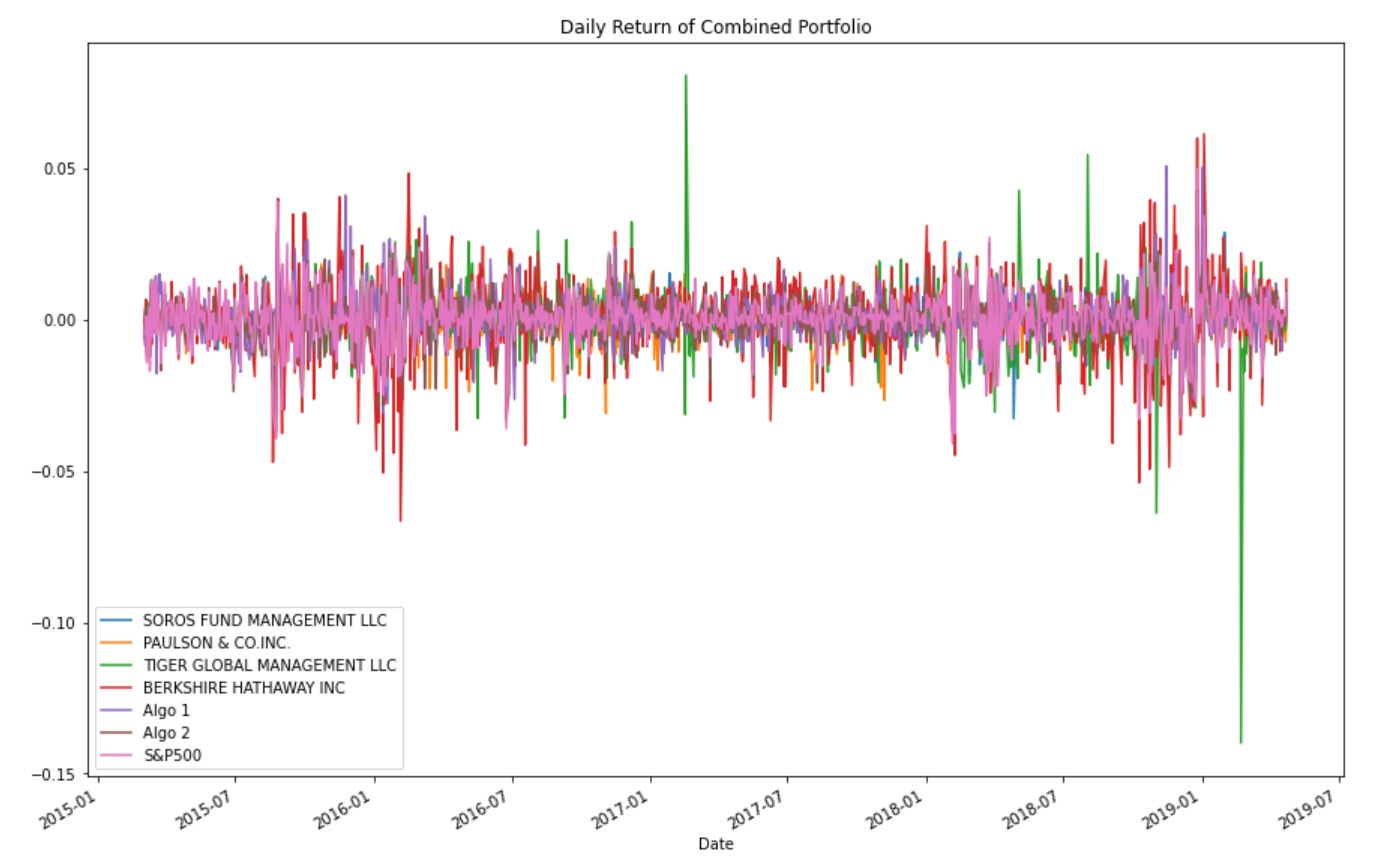 Daily Return of Combined Portfolio
0.05
0.00
−0.05
−0.10
−0.15
SOROS FUND MANAGEMENT LLC
PAULSON & CO.INC.
TIGER GLOBAL MANAGEMENT LLC
BERKSHIRE HATHAWAY INC
Algo 1
Algo 2
S&P500
2015-01
2015-07
2016-01
2016-07
2017-01
2017-07
2018-01
2018-07
2019-01
2019-07
Date